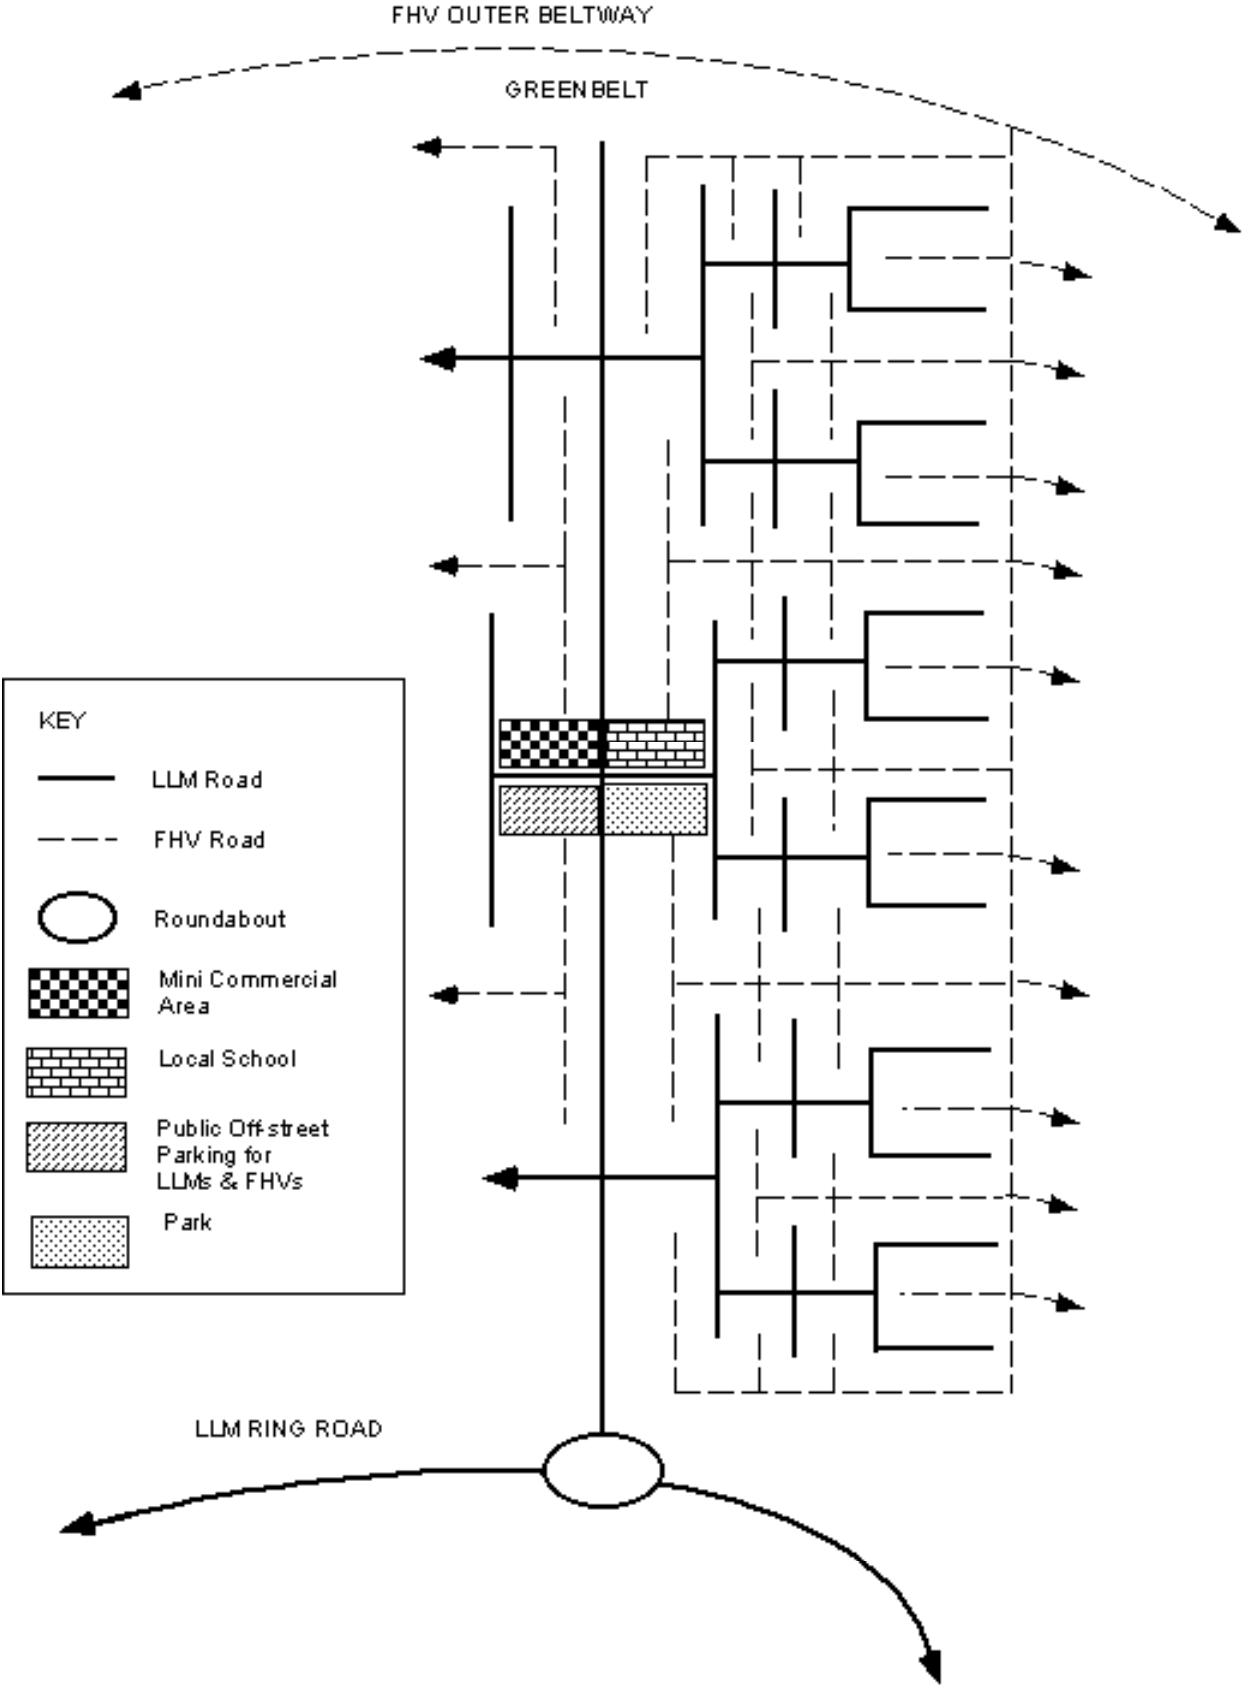 FHV OUTER BELTWAY
GREENBELT
KEY
LLM Road
FHV Road
Roundabout
Mini Commercial
Area
Local School
Public Off-street
Parking for
LLMs & FHVs
Park
LLM RING ROAD